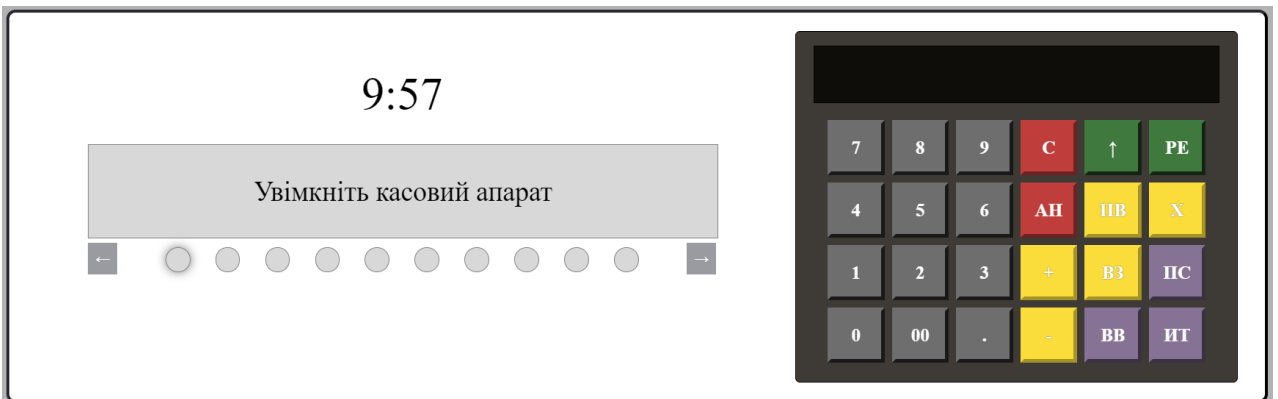 9:57
Увімкніть касовий апарат
← →
7 8 9 С ↑ РЕ
4 5 6 АН ПВ Х
1 2 3 + ВЗ ПС
0 00 . - ВВ ИТ